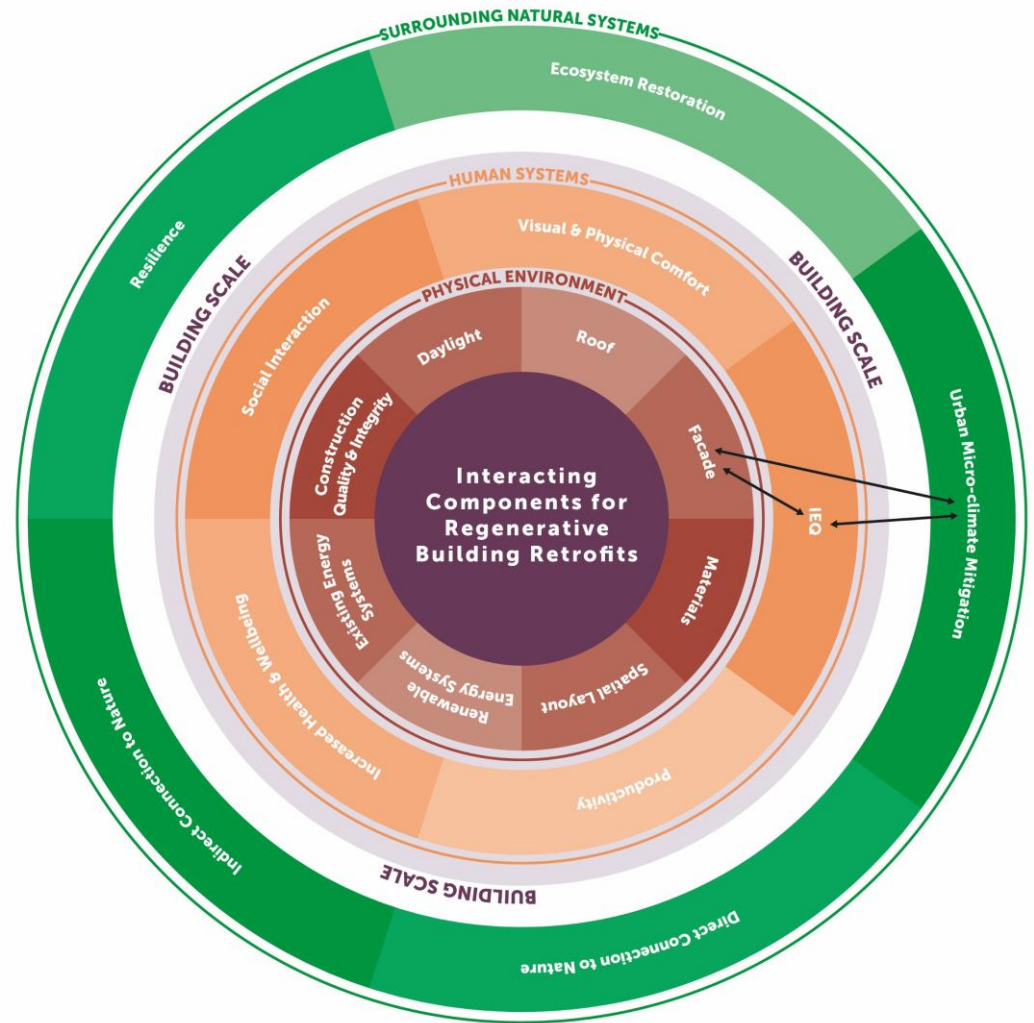 SURROUNDING NATURAL SYSTEMS
Ecosystem Restoration
Urban Micro-climate Mitigation
Direct Connection to Nature
Indirect Connection to Nature
Resilience
BUILDING SCALE
BUILDING SCALE
BUILDING SCALE
HUMAN SYSTEMS
Visual & Physical Comfort
IEQ
Productivity
Increased Health & Wellbeing
Social Interaction
PHYSICAL ENVIRONMENT
Roof
Facade
Materials
Spatial Layout
Renewable
Energy Systems
Existing Energy
Systems
Construction
Quality & Integrity
Daylight
Interacting
Components for
Regenerative
Building Retrofits